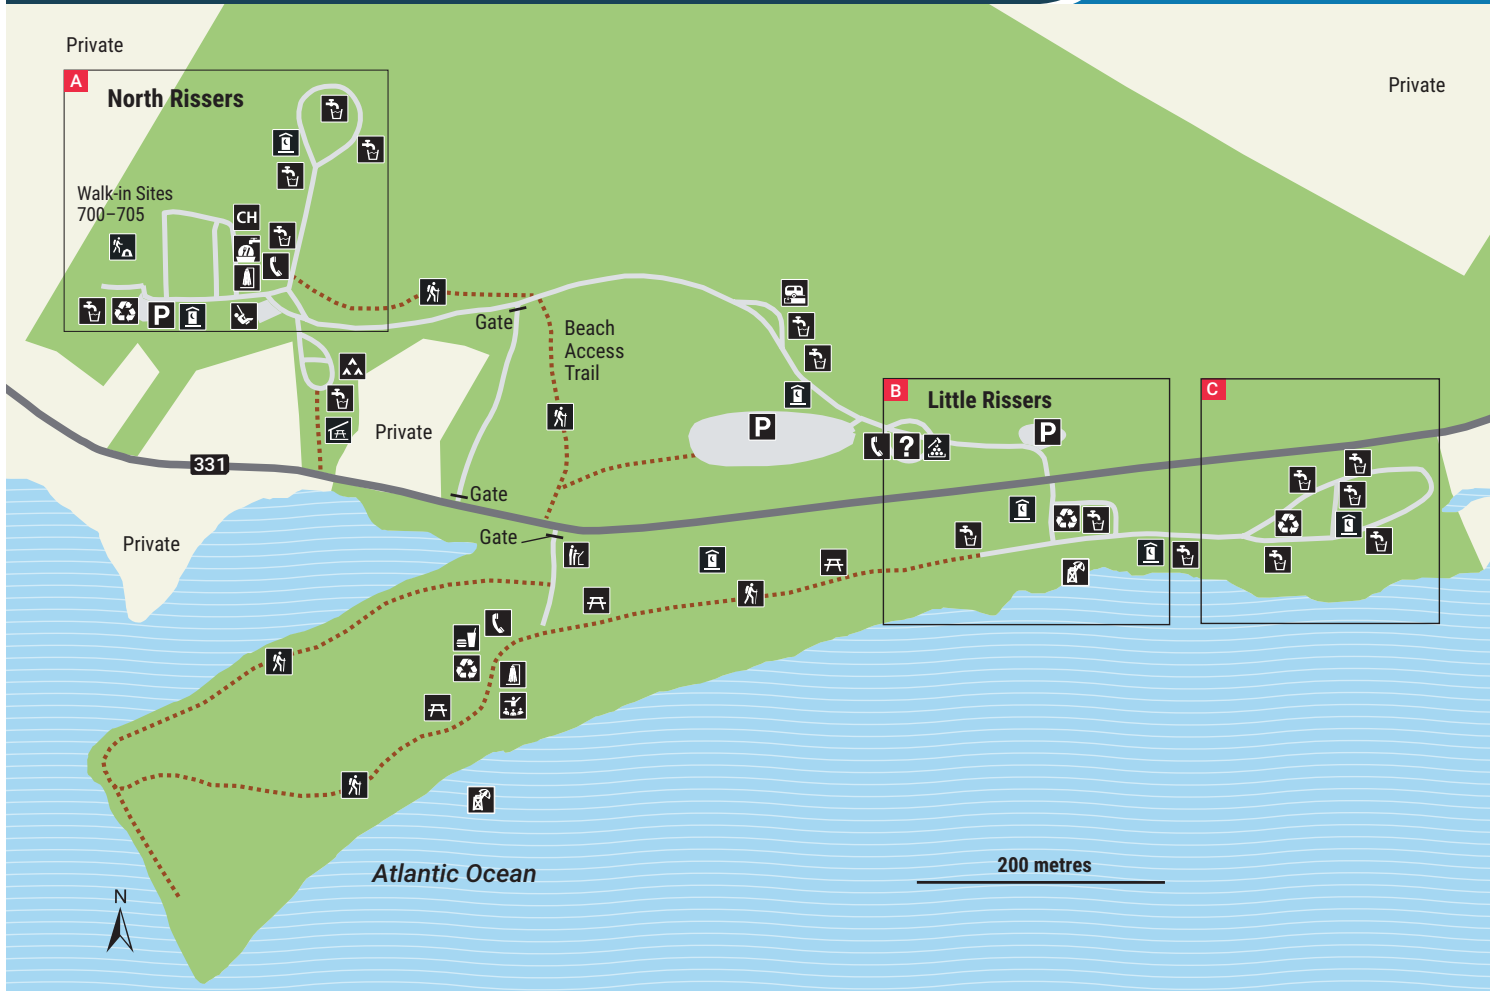 Private
Private
A
North Rissers
Walk-in Sites
700–705
CH
P
Gate
Beach
Access
Trail
B
Little Rissers
C
P
P
?
Private
331
Gate
Gate
Private
200 metres
Atlantic Ocean
N